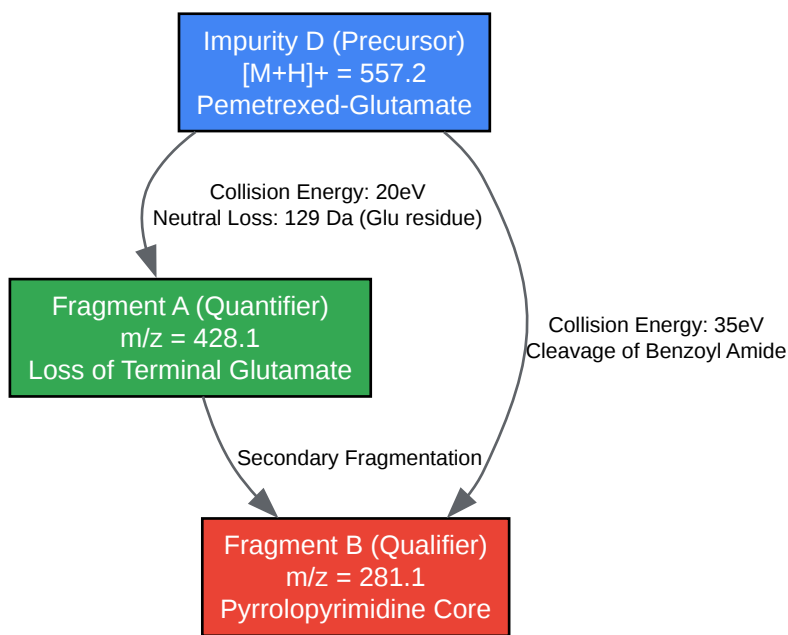 Impurity D (Precursor)
[M+H]+ = 557.2
Pemetrexed-Glutamate
Collision Energy: 20eV
Neutral Loss: 129 Da (Glu residue)
Fragment A (Quantifier)
m/z = 428.1
Loss of Terminal Glutamate
Collision Energy: 35eV
Cleavage of Benzoyl Amide
Secondary Fragmentation
Fragment B (Qualifier)
m/z = 281.1
Pyrrolopyrimidine Core